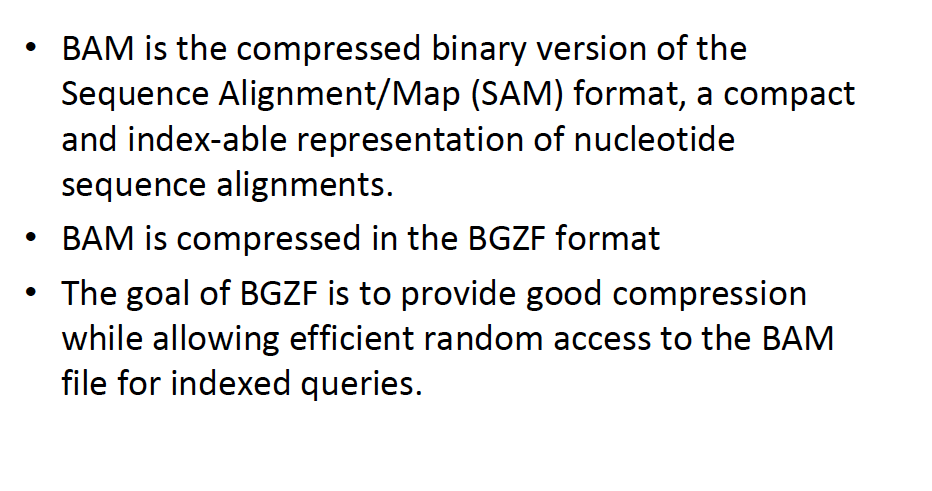 • BAM is the compressed binary version of the
Sequence Alignment/Map (SAM) format, a compact
and index-able representation of nucleotide
sequence alignments.
• BAM is compressed in the BGZF format
• The goal of BGZF is to provide good compression
while allowing efficient random access to the BAM
file for indexed queries.